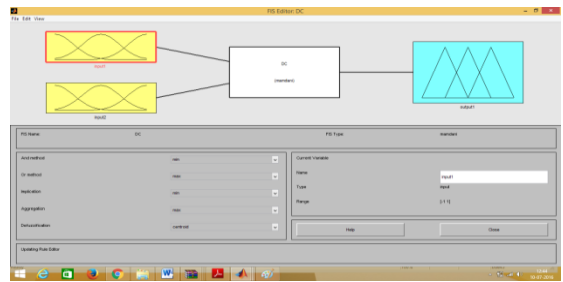 FIS Editor: DC
File Edit View
input1
DC
(mamdani)
input2
output1
FIS Name: DC FIS Type: mamdani
And method min
Or method max
Implication min
Aggregation max
Defuzzification centroid
Current Variable
Name input1
Type input
Range [-1 1]
Help Close
Updating Rule Editor